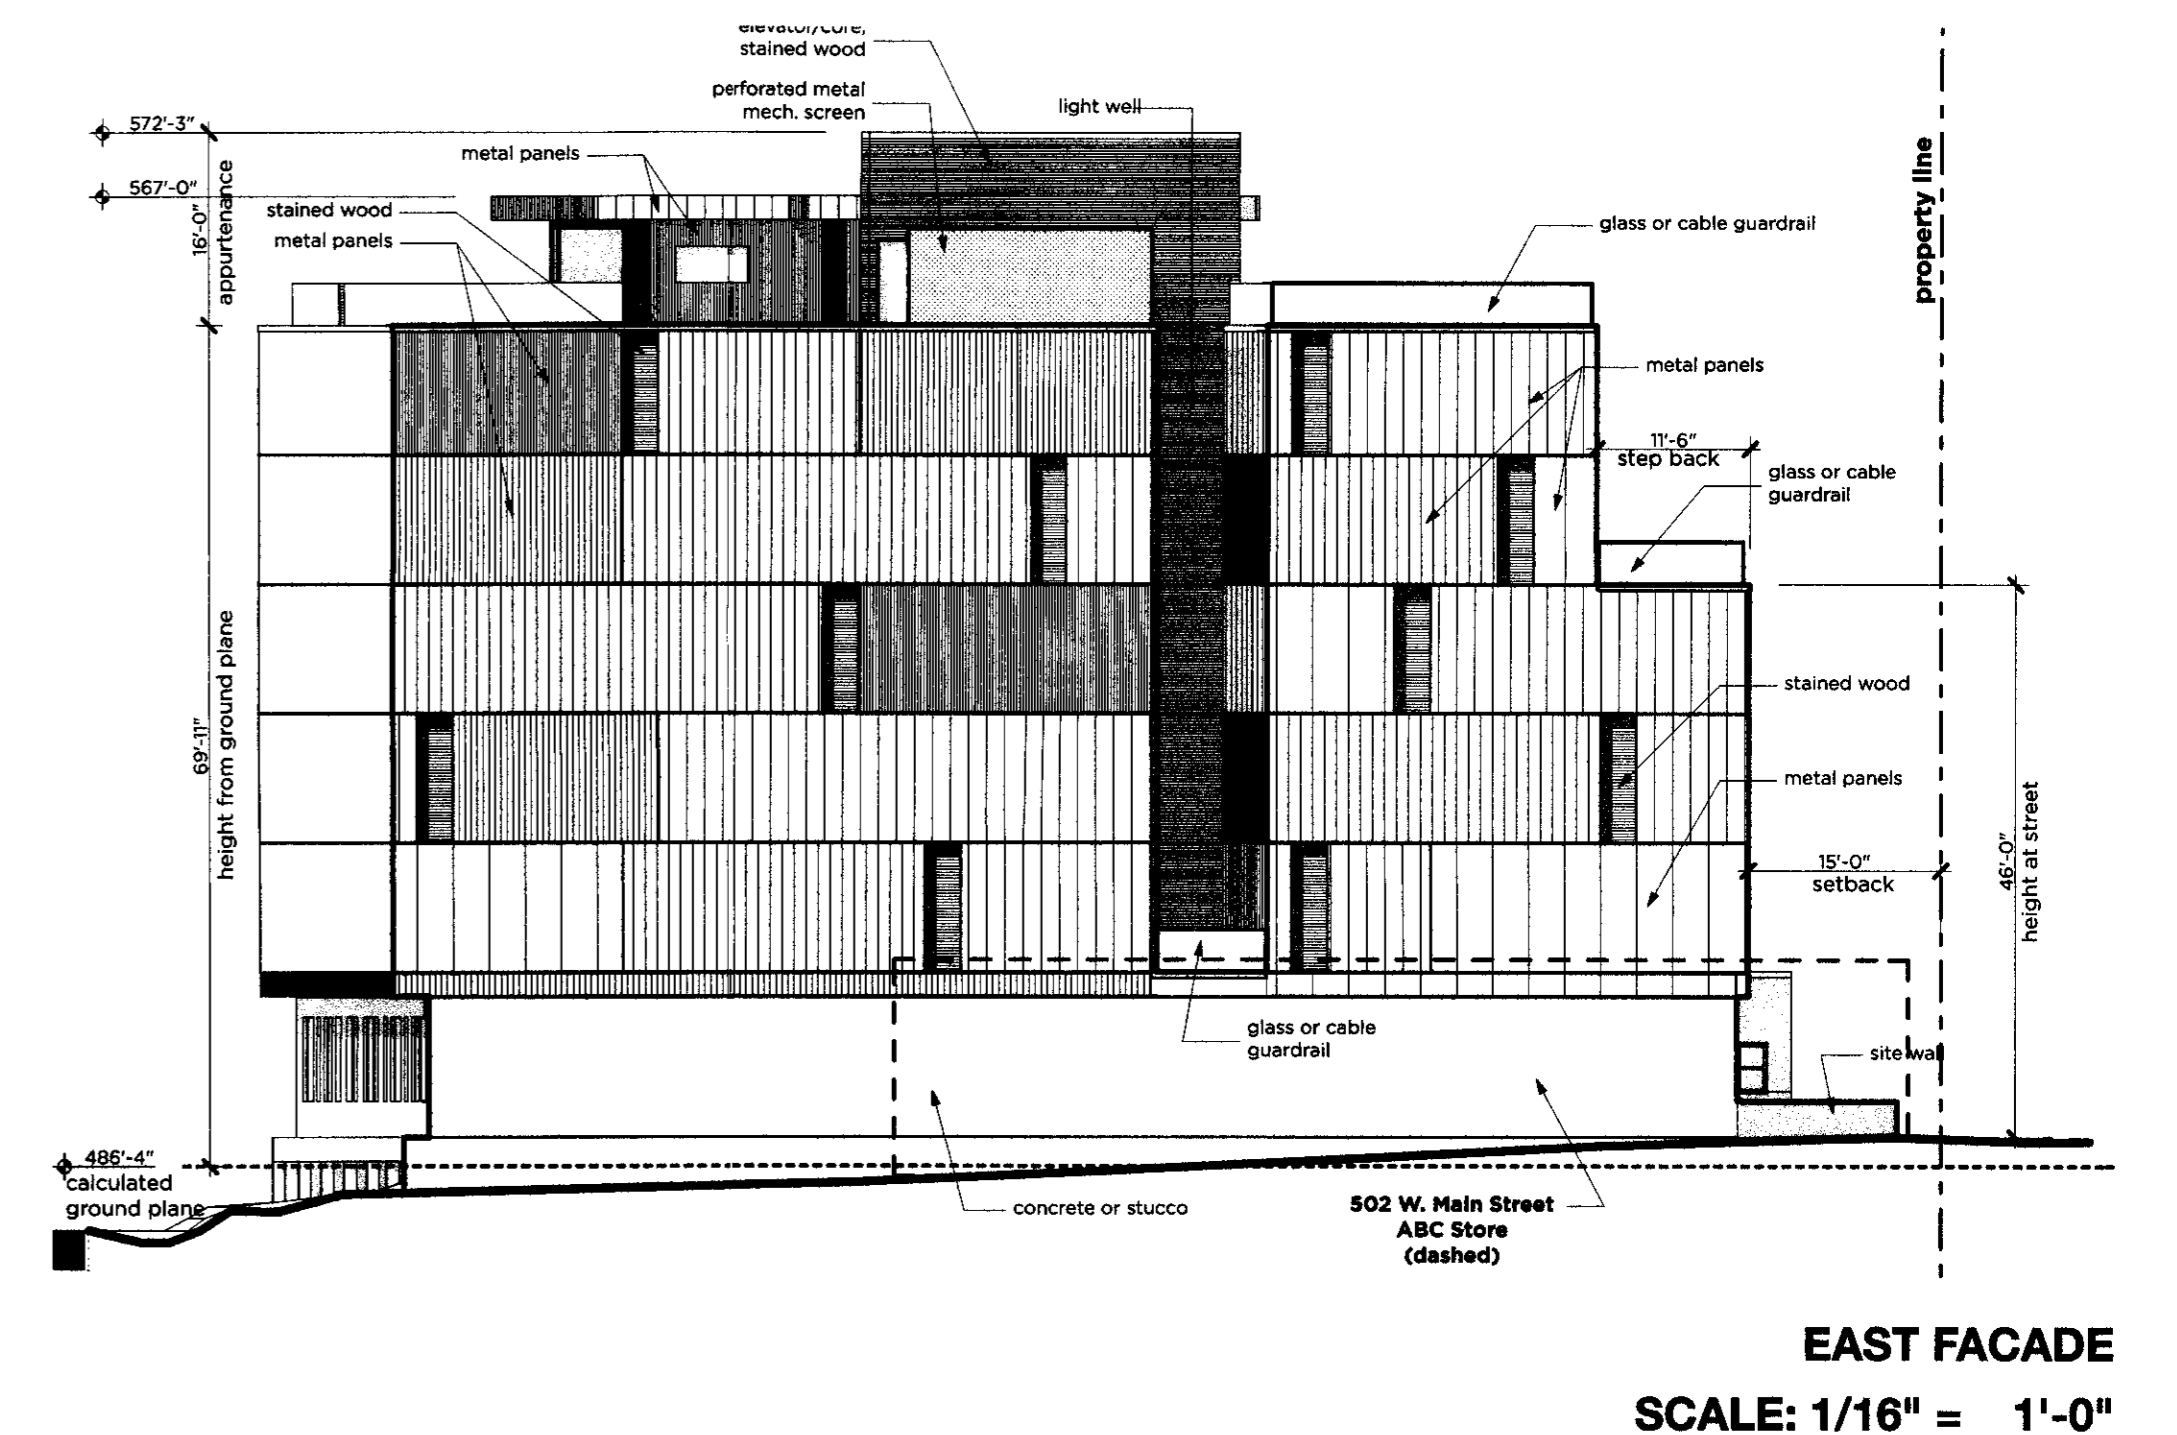 elevator/core,
stained wood
perforated metal
mech. screen
light well
572'-3"
metal panels
567'-0"
stained wood
metal panels
16'-0"
appurtenance
glass or cable guardrail
property line
metal panels
11'-6"
step back
glass or cable
guardrail
69'-11"
height from ground plane
stained wood
metal panels
15'-0"
setback
46'-0"
height at street
glass or cable
guardrail
site wal
486'-4"
calculated
ground plane
concrete or stucco
502 W. Main Street
ABC Store
(dashed)
EAST FACADE
SCALE: 1/16" = 1'-0"